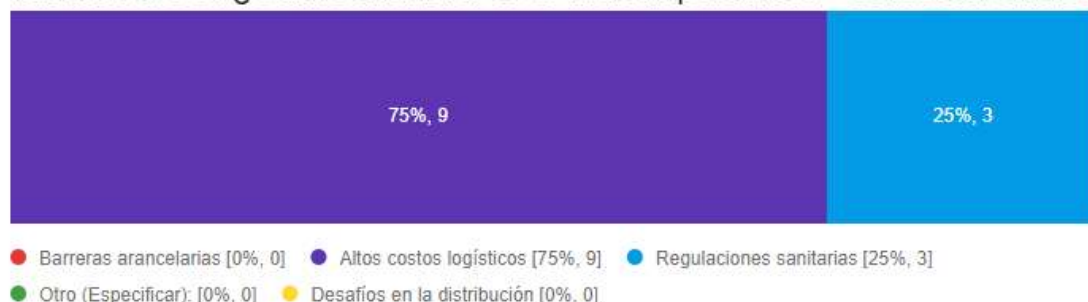 75%, 9
25%, 3
Barreras arancelarias [0%, 0] Altos costos logísticos [75%, 9] Regulaciones sanitarias [25%, 3]
Otro (Especificar): [0%, 0] Desafíos en la distribución [0%, 0]